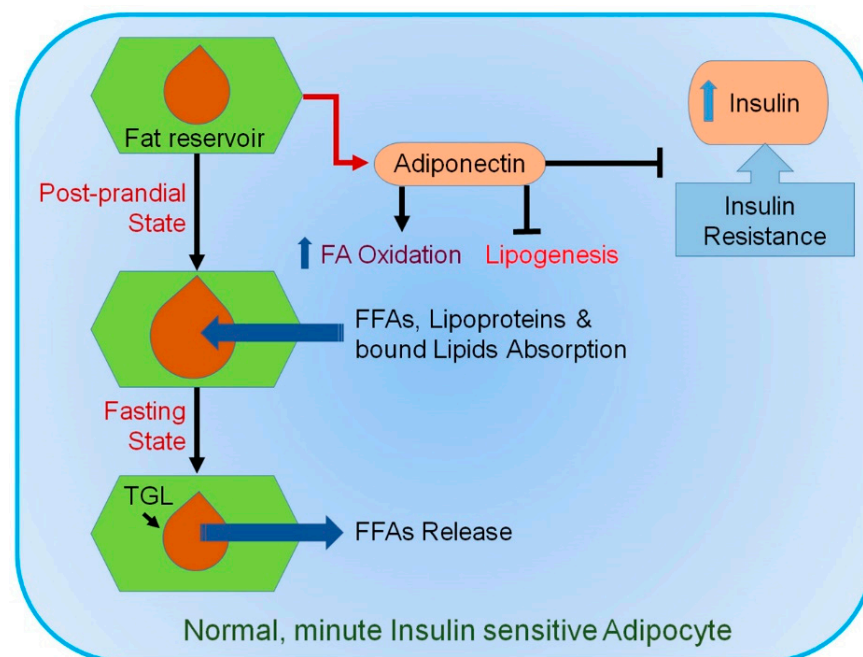 Fat reservoir
Adiponectin
Insulin
Insulin
Resistance
Post-prandial
State
FA Oxidation
Lipogenesis
FFAs, Lipoproteins &
bound Lipids Absorption
Fasting
State
TGL
FFAs Release
Normal, minute Insulin sensitive Adipocyte